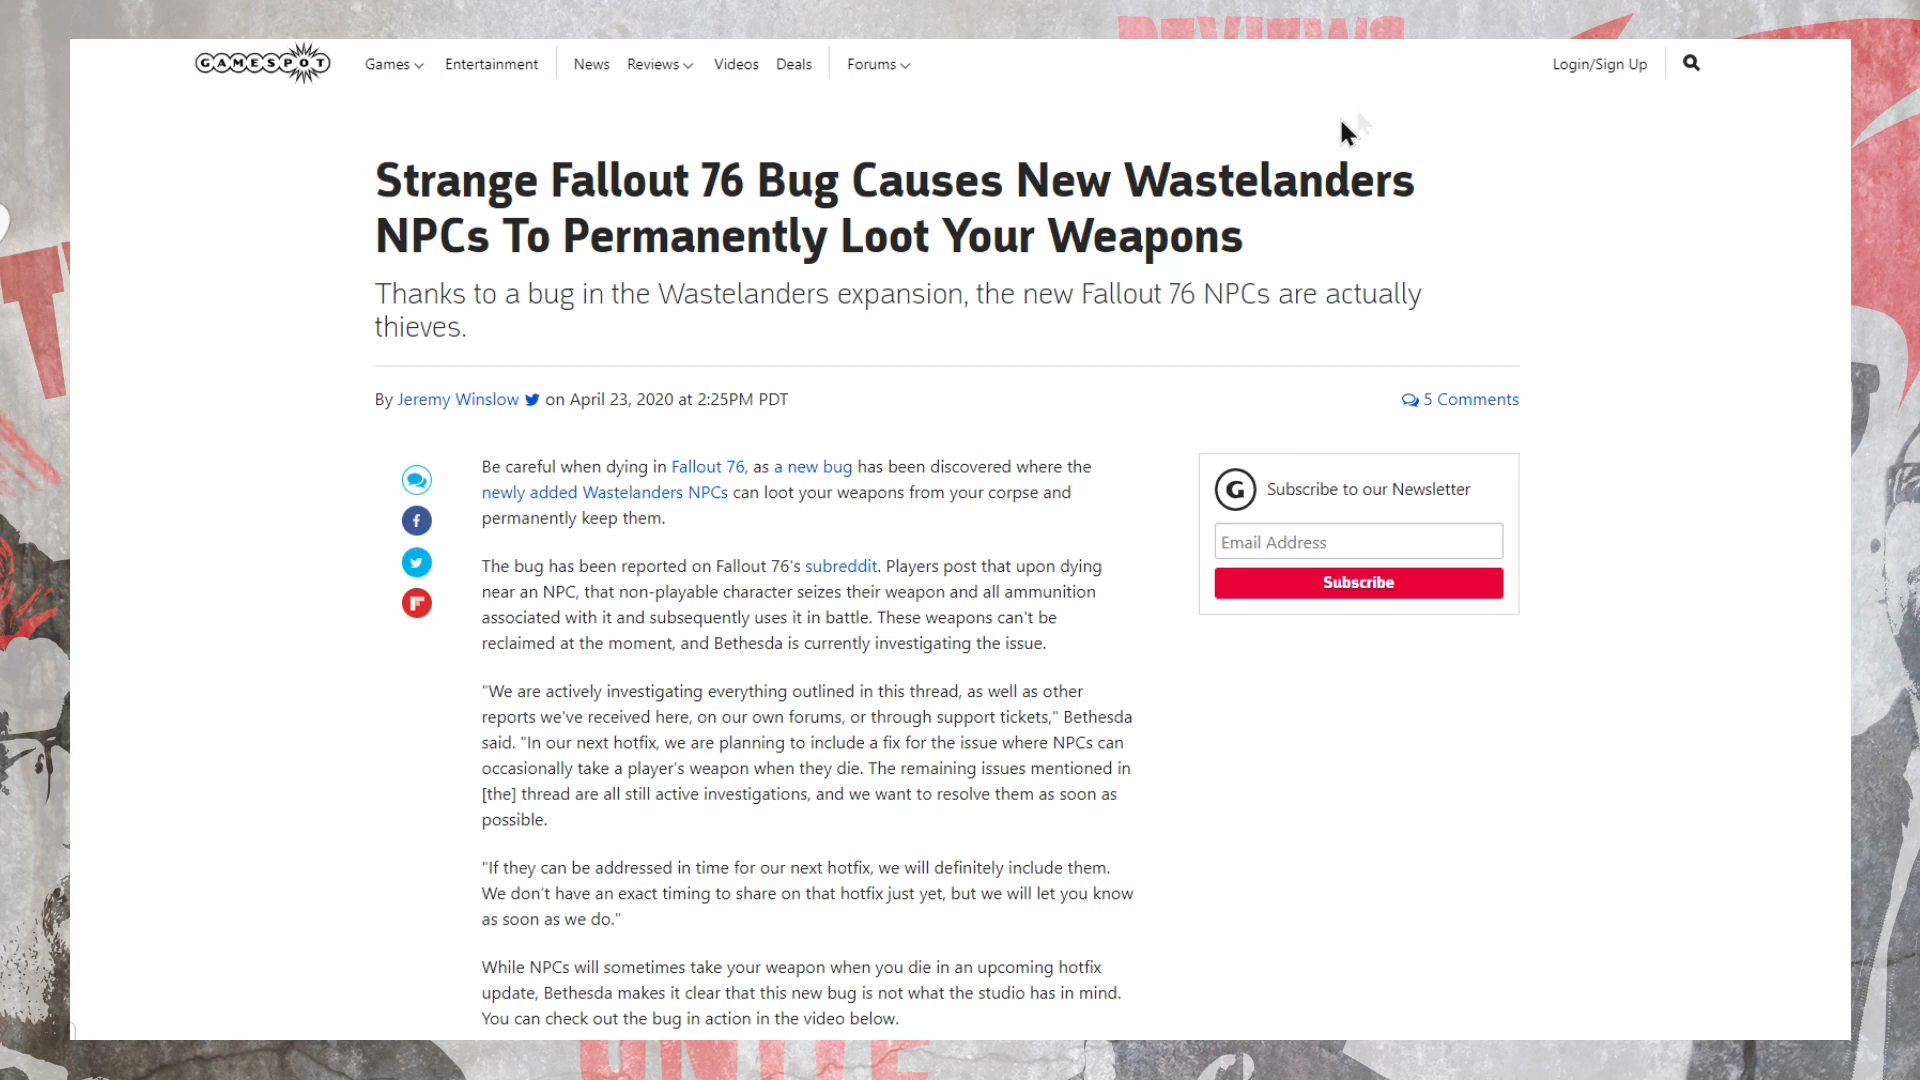 REVIEWS
GAMESPOT
Games
Entertainment
News
Reviews
Videos
Deals
Forums
Login/Sign Up
Strange Fallout 76 Bug Causes New Wastelanders
NPCs To Permanently Loot Your Weapons
Thanks to a bug in the Wastelanders expansion, the new Fallout 76 NPCs are actually
thieves.
By Jeremy Winslow on April 23, 2020 at 2:25PM PDT
5 Comments
Be careful when dying in Fallout 76, as a new bug has been discovered where the
newly added Wastelanders NPCs can loot your weapons from your corpse and
permanently keep them.
G Subscribe to our Newsletter
Email Address
Subscribe
The bug has been reported on Fallout 76's subreddit. Players post that upon dying
near an NPC, that non-playable character seizes their weapon and all ammunition
associated with it and subsequently uses it in battle. These weapons can't be
reclaimed at the moment, and Bethesda is currently investigating the issue.
"We are actively investigating everything outlined in this thread, as well as other
reports we've received here, on our own forums, or through support tickets," Bethesda
said. "In our next hotfix, we are planning to include a fix for the issue where NPCs can
occasionally take a player's weapon when they die. The remaining issues mentioned in
[the] thread are all still active investigations, and we want to resolve them as soon as
possible.
"If they can be addressed in time for our next hotfix, we will definitely include them.
We don't have an exact timing to share on that hotfix just yet, but we will let you know
as soon as we do."
While NPCs will sometimes take your weapon when you die in an upcoming hotfix
update, Bethesda makes it clear that this new bug is not what the studio has in mind.
You can check out the bug in action in the video below.
UNITE